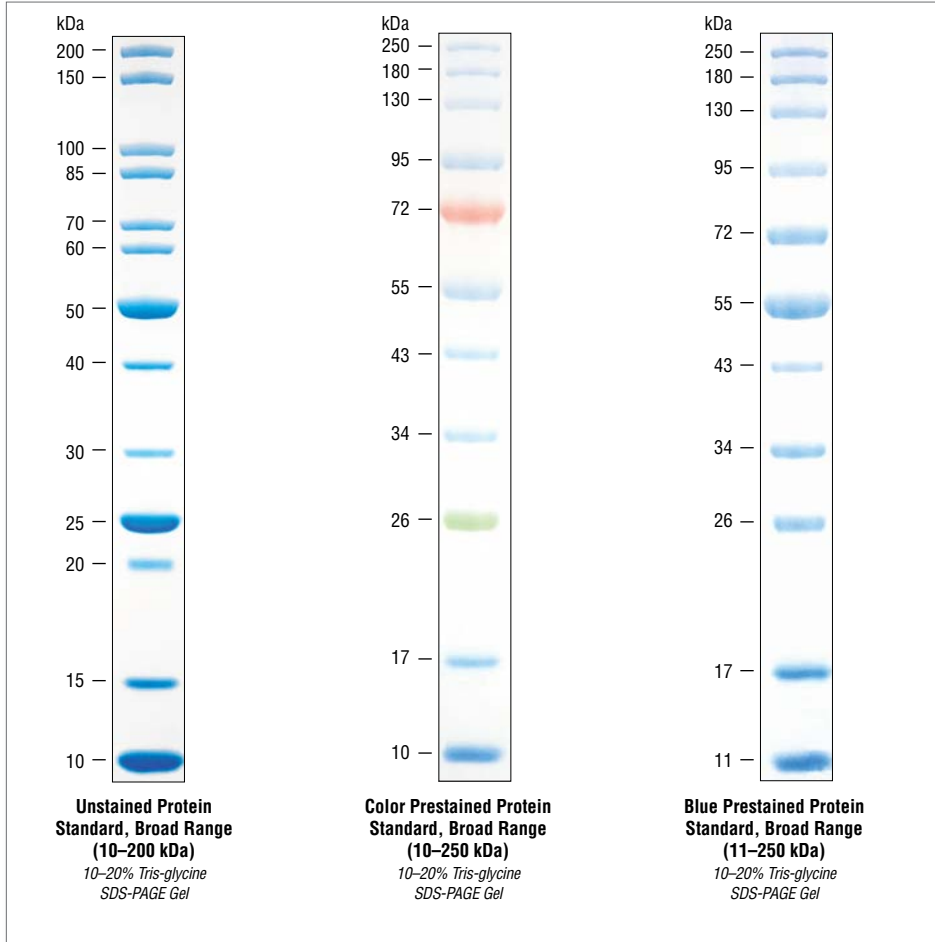 kDa
200
150
100
85
70
60
50
40
30
25
20
15
10
Unstained Protein
Standard, Broad Range
(10–200 kDa)
10–20% Tris-glycine
SDS-PAGE Gel
kDa
250
180
130
95
72
55
43
34
26
17
10
Color Prestained Protein
Standard, Broad Range
(10–250 kDa)
10–20% Tris-glycine
SDS-PAGE Gel
kDa
250
180
130
95
72
55
43
34
26
17
11
Blue Prestained Protein
Standard, Broad Range
(11–250 kDa)
10–20% Tris-glycine
SDS-PAGE Gel